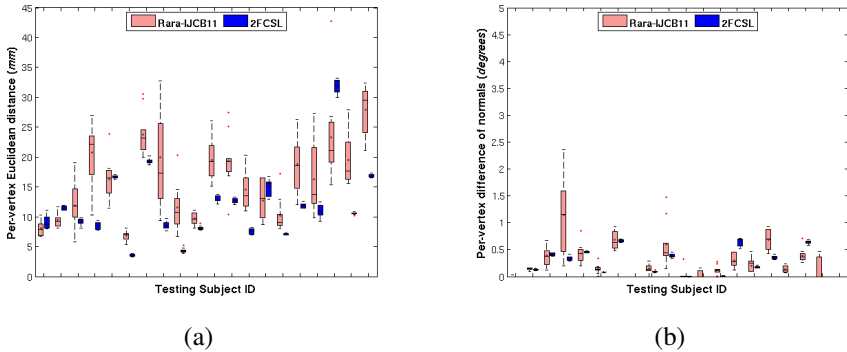 Rara-IJCB11 2FCSL
45
40
35
30
25
20
15
10
5
0
Per-vertex Euclidean distance (mm)
Testing Subject ID
(a)
Rara-IJCB11 2FCSL
5
4.5
4
3.5
3
2.5
2
1.5
1
0.5
0
Per-vertex difference of normals (degrees)
Testing Subject ID
(b)